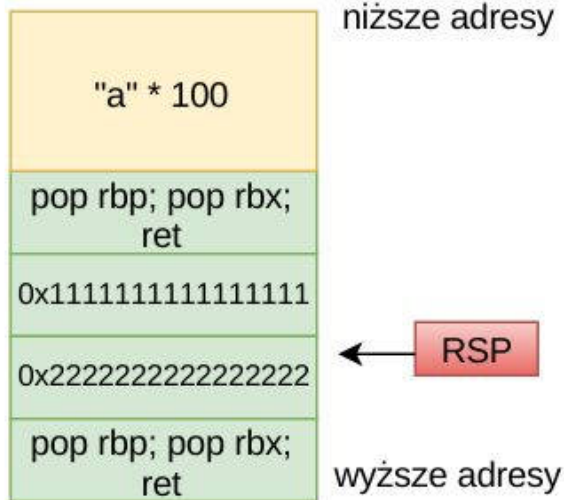 niższe adresy
"a" * 100
pop rbp; pop rbx;
ret
0x1111111111111111
0x2222222222222222
RSP
pop rbp; pop rbx;
ret
wyższe adresy